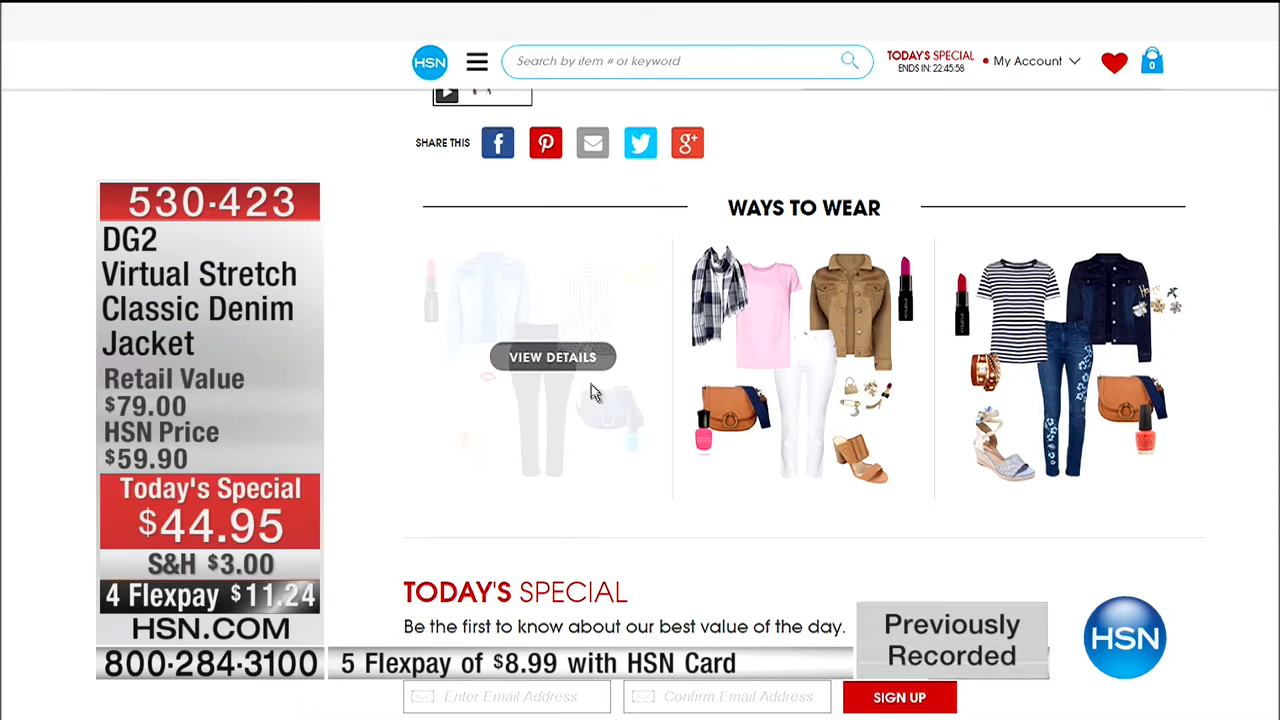 HSN
Search by item # or keyword
TODAY'S SPECIAL
ENDS IN: 22:45:58
My Account
0
SHARE THIS
WAYS TO WEAR
VIEW DETAILS
530-423
DG2
Virtual Stretch
Classic Denim
Jacket
Retail Value
$79.00
HSN Price
$59.90
Today's Special
$44.95
S&H $3.00
4 Flexpay $11.24
HSN.COM
800-284-3100
5 Flexpay of $8.99 with HSN Card
TODAY'S SPECIAL
Be the first to know about our best value of the day.
Previously
Recorded
HSN
Enter Email Address
Confirm Email Address
SIGN UP